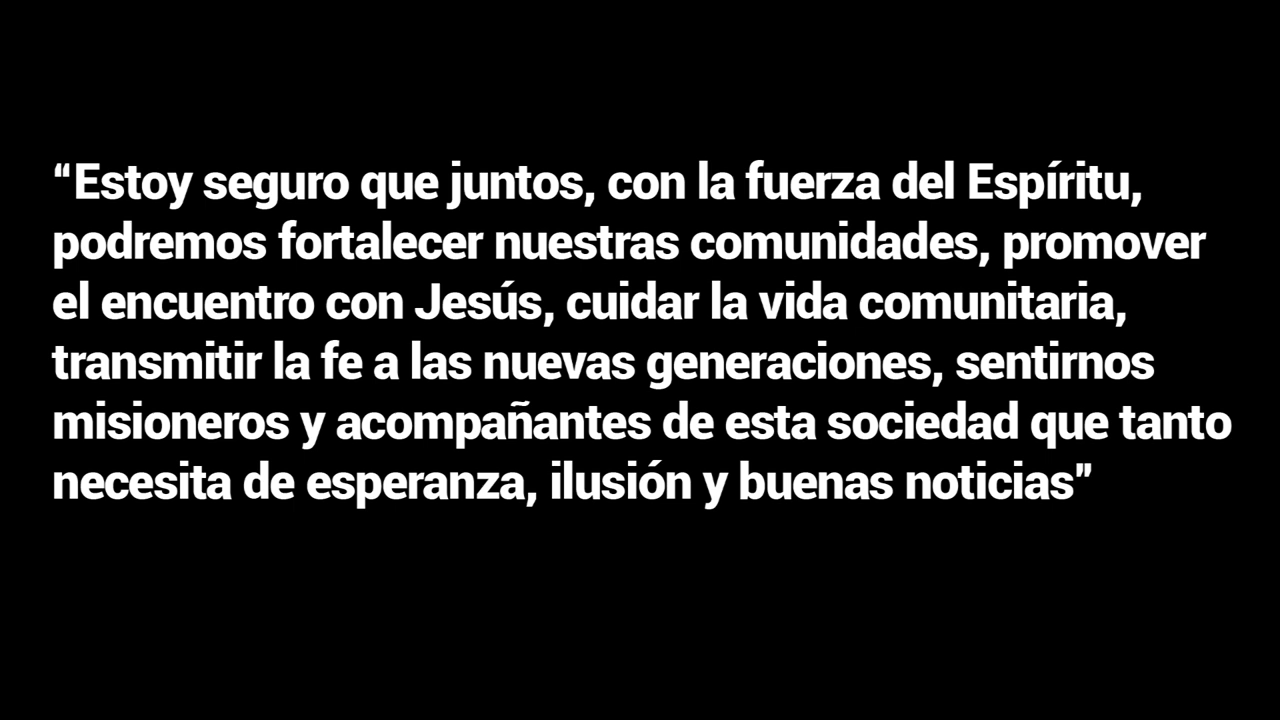 “Estoy seguro que juntos, con la fuerza del Espíritu,
podremos fortalecer nuestras comunidades, promover
el encuentro con Jesús, cuidar la vida comunitaria,
transmitir la fe a las nuevas generaciones, sentirnos
misioneros y acompañantes de esta sociedad que tanto
necesita de esperanza, ilusión y buenas noticias”